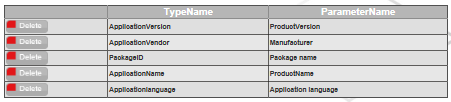 TypeName ParameterName
Delete ApplicationVersion ProductVersion
Delete ApplicationVendor Manufacturer
Delete PackageID Package name
Delete ApplicationName ProductName
Delete Applicationlanguage Application language